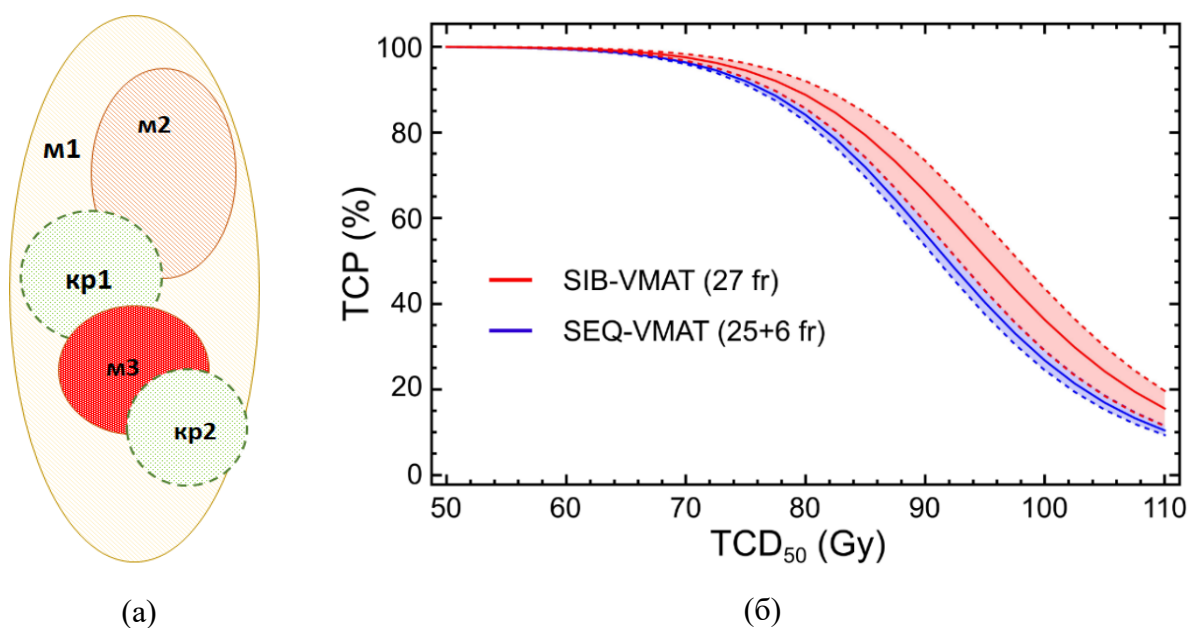 м1
м2
кр1
м3
кр2
(а)
TCP (%)
100
80
60
40
20
0
SIB-VMAT (27 fr)
SEQ-VMAT (25+6 fr)
50 60 70 80 90 100 110
TCD₅₀ (Gy)
(б)